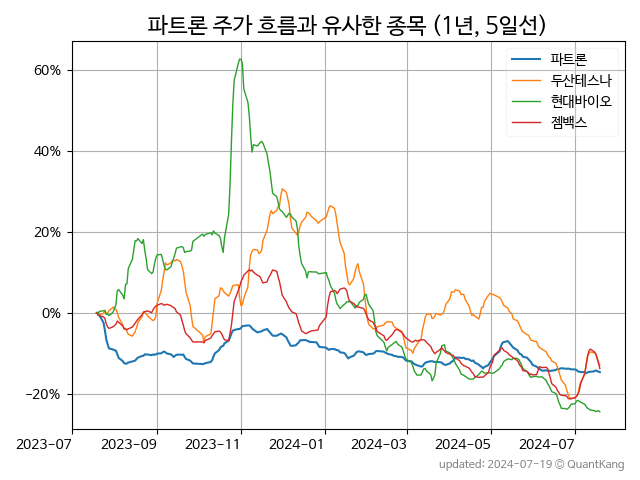 파트론 주가 흐름과 유사한 종목 (1년, 5일선)
파트론
두산테스나
현대바이오
젬백스
60%
40%
20%
0%
−20%
2023-07 2023-09 2023-11 2024-01 2024-03 2024-05 2024-07
updated: 2024-07-19 © QuantKang